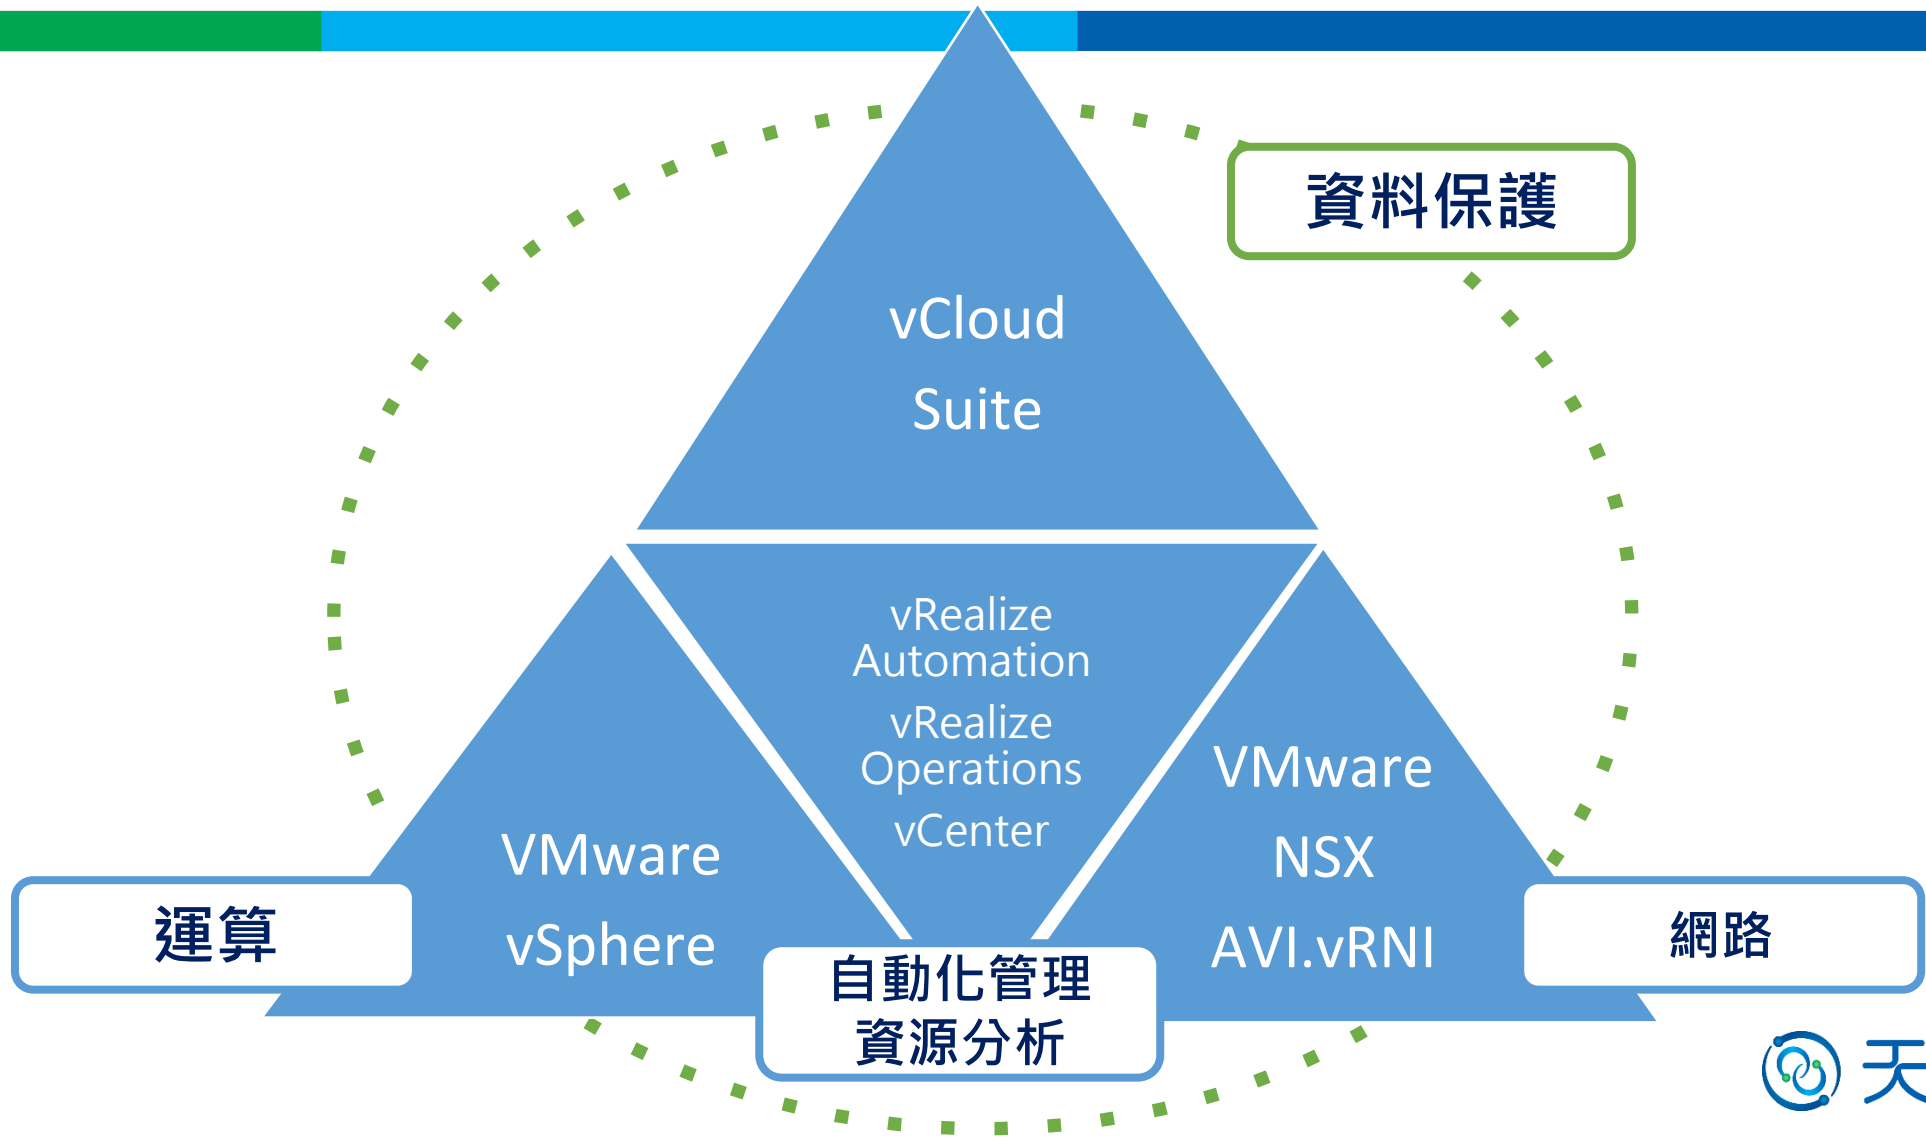 資料保護
vCloud
Suite
vRealize
Automation
vRealize
Operations
vCenter
VMware
vSphere
VMware
NSX
AVI.vRNI
運算
自動化管理
資源分析
網路
天